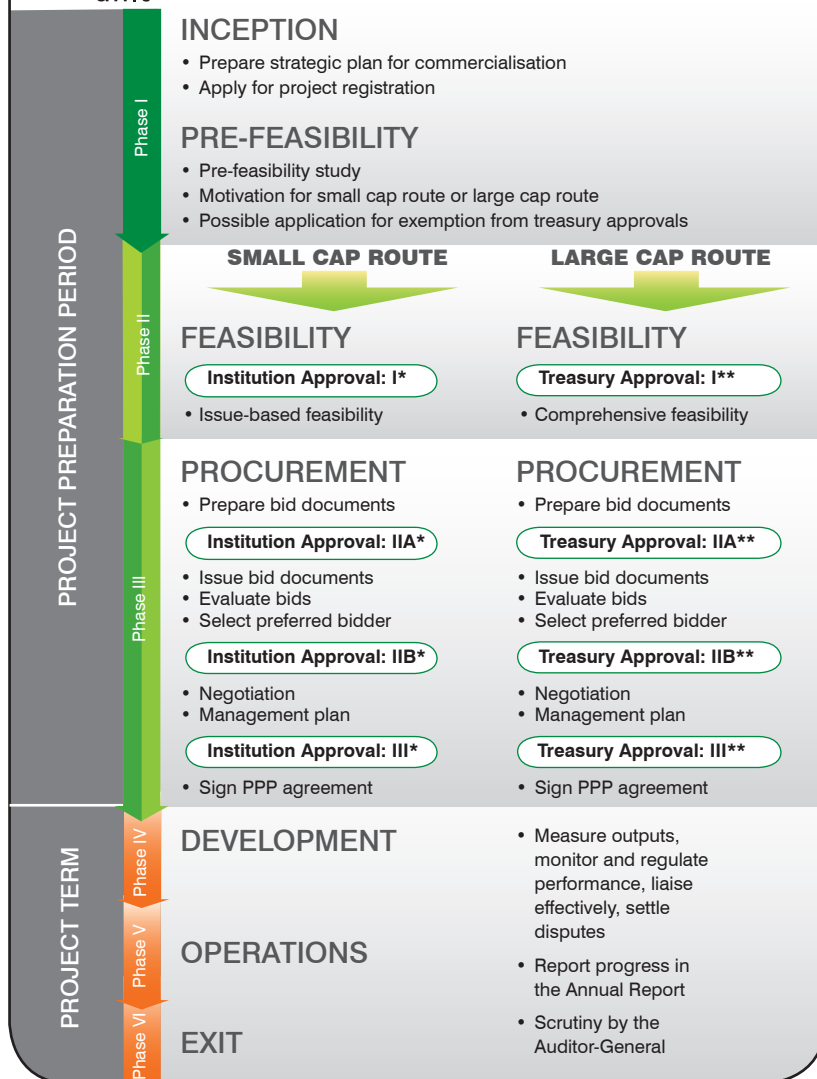 PROJECT PREPARATION PERIOD
Phase I
INCEPTION
• Prepare strategic plan for commercialisation
• Apply for project registration
PRE-FEASIBILITY
• Pre-feasibility study
• Motivation for small cap route or large cap route
• Possible application for exemption from treasury approvals
Phase II
SMALL CAP ROUTE
FEASIBILITY
Institution Approval: I*
• Issue-based feasibility
LARGE CAP ROUTE
FEASIBILITY
Treasury Approval: I**
• Comprehensive feasibility
Phase III
PROCUREMENT
• Prepare bid documents
Institution Approval: IIA*
• Issue bid documents
• Evaluate bids
• Select preferred bidder
Institution Approval: IIB*
• Negotiation
• Management plan
Institution Approval: III*
• Sign PPP agreement
PROCUREMENT
• Prepare bid documents
Treasury Approval: IIA**
• Issue bid documents
• Evaluate bids
• Select preferred bidder
Treasury Approval: IIB**
• Negotiation
• Management plan
Treasury Approval: III**
• Sign PPP agreement
PROJECT TERM
Phase IV
DEVELOPMENT
Phase V
OPERATIONS
Phase VI
EXIT
• Measure outputs,
monitor and regulate
performance, liaise
effectively, settle
disputes
• Report progress in
the Annual Report
• Scrutiny by the
Auditor-General